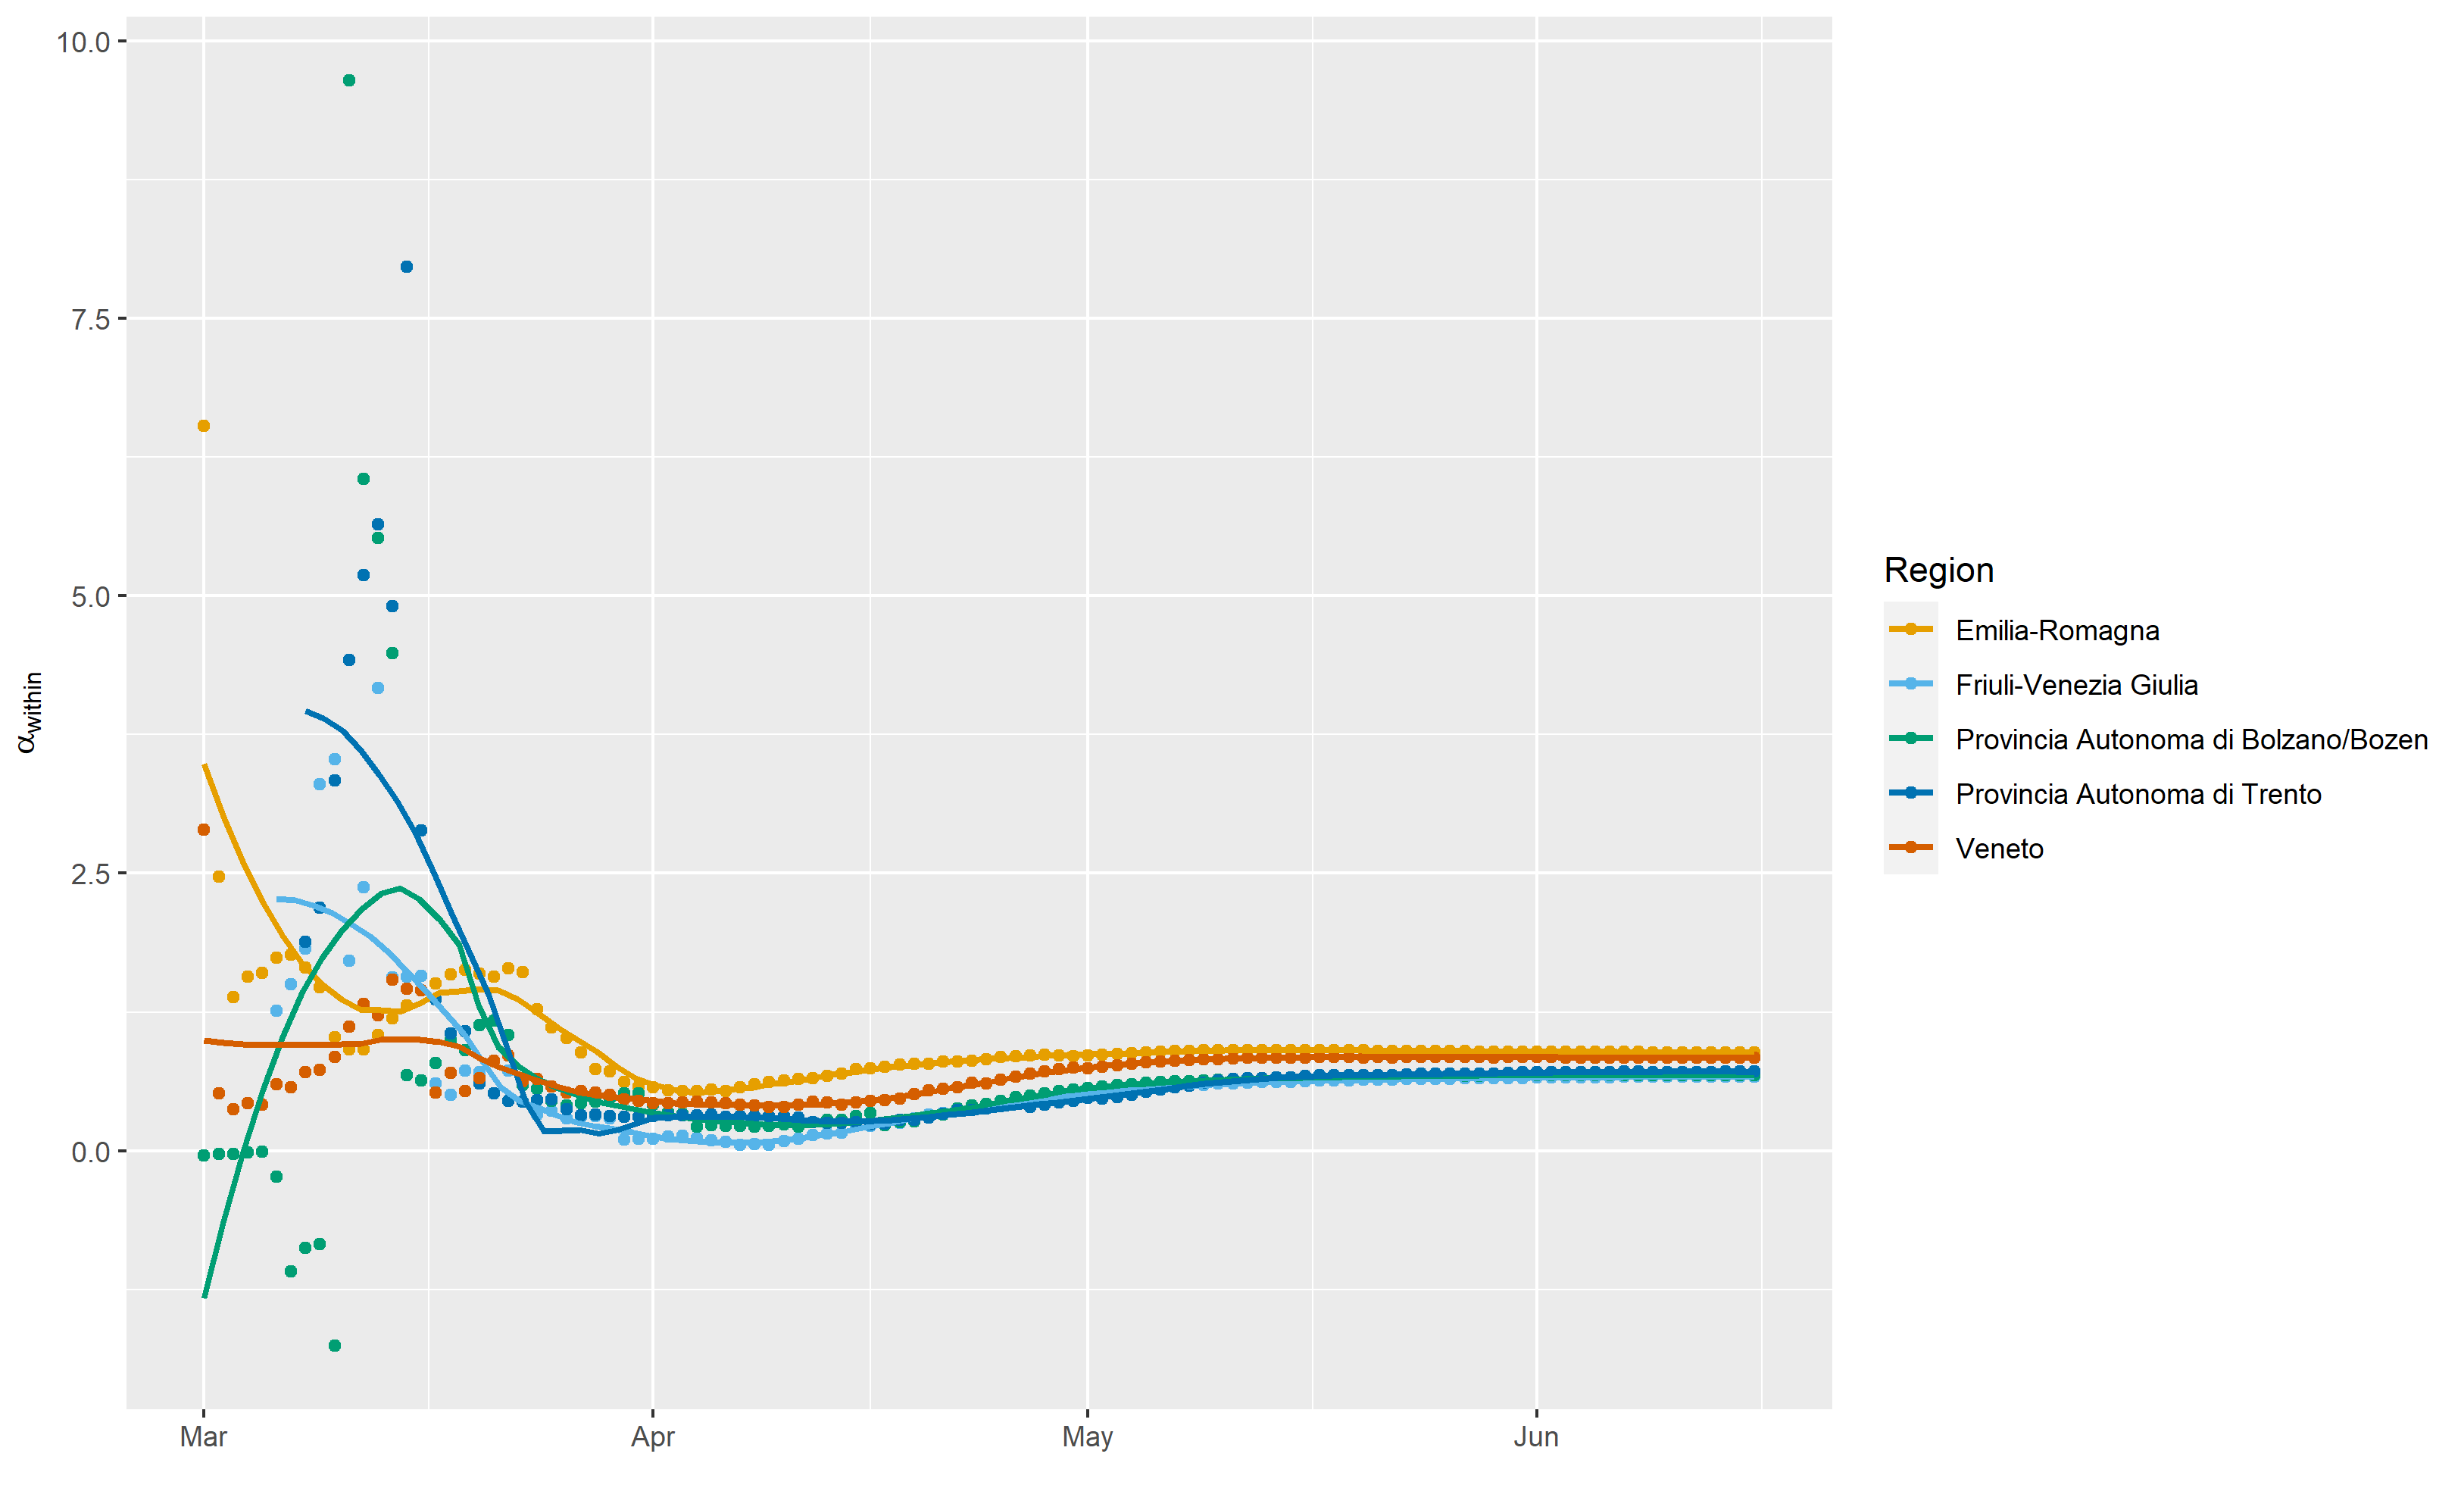 10.0
7.5
5.0
2.5
0.0
αwithin
Mar
Apr
May
Jun
Region
Emilia-Romagna
Friuli-Venezia Giulia
Provincia Autonoma di Bolzano/Bozen
Provincia Autonoma di Trento
Veneto